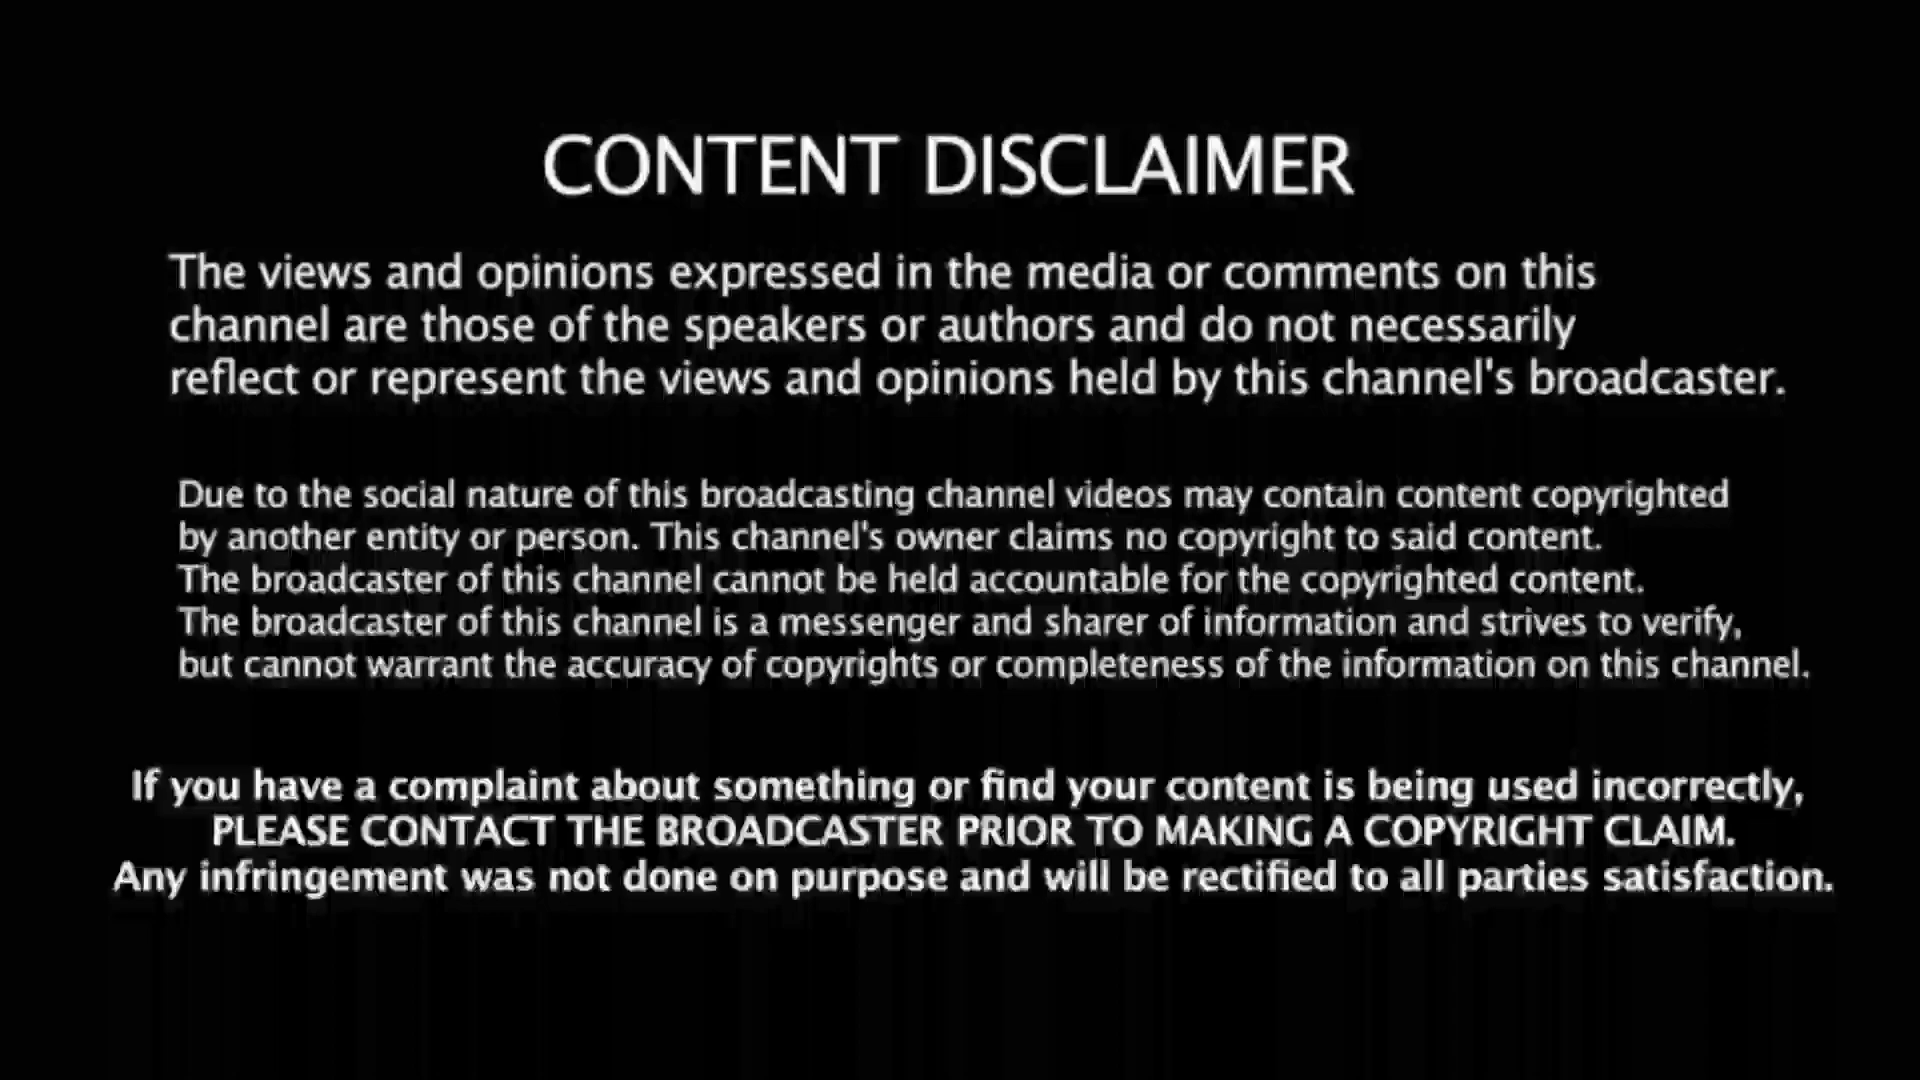 CONTENT DISCLAIMER
The views and opinions expressed in the media or comments on this
channel are those of the speakers or authors and do not necessarily
reflect or represent the views and opinions held by this channel's broadcaster.
Due to the social nature of this broadcasting channel videos may contain content copyrighted
by another entity or person. This channel's owner claims no copyright to said content.
The broadcaster of this channel cannot be held accountable for the copyrighted content.
The broadcaster of this channel is a messenger and sharer of information and strives to verify,
but cannot warrant the accuracy of copyrights or completeness of the information on this channel.
If you have a complaint about something or find your content is being used incorrectly,
PLEASE CONTACT THE BROADCASTER PRIOR TO MAKING A COPYRIGHT CLAIM.
Any infringement was not done on purpose and will be rectified to all parties satisfaction.